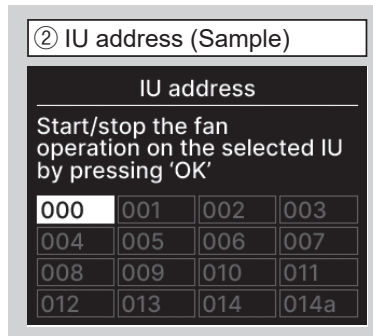 ② IU address (Sample)
IU address
Start/stop the fan
operation on the selected IU
by pressing ‘OK’
000 001 002 003
004 005 006 007
008 009 010 011
012 013 014 014a